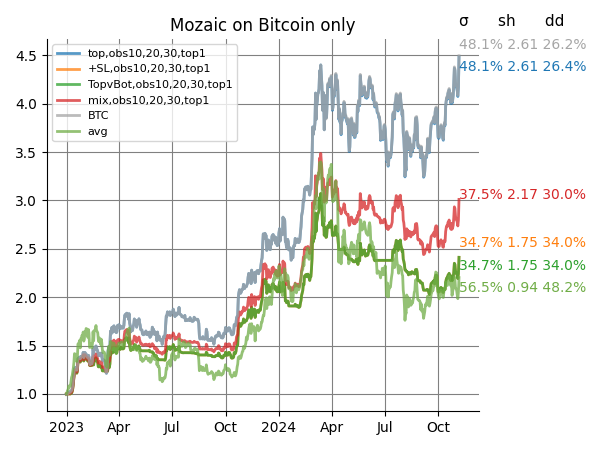 Mozaic on Bitcoin only
σ sh dd
48.1% 2.61 26.2%
48.1% 2.61 26.4%
37.5% 2.17 30.0%
34.7% 1.75 34.0%
34.7% 1.75 34.0%
56.5% 0.94 48.2%
top,obs10,20,30,top1
+SL,obs10,20,30,top1
TopvBot,obs10,20,30,top1
mix,obs10,20,30,top1
BTC
avg
4.5
4.0
3.5
3.0
2.5
2.0
1.5
1.0
2023 Apr Jul Oct 2024 Apr Jul Oct